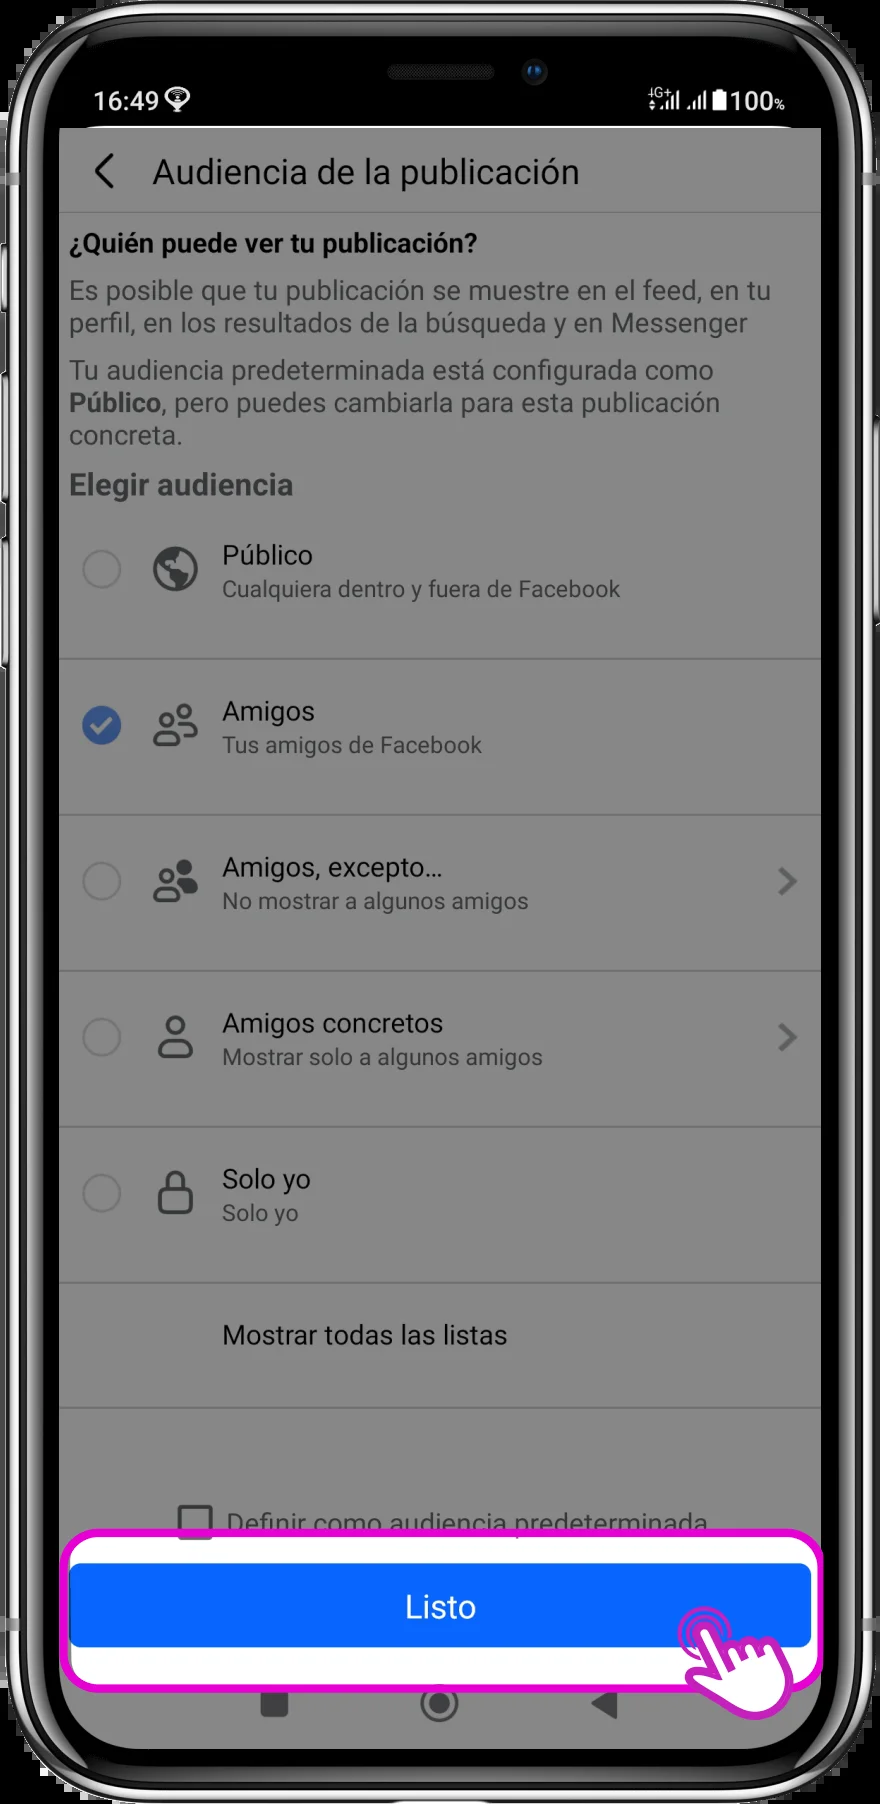 16:49 4G+ 100%
Audiencia de la publicación
¿Quién puede ver tu publicación?
Es posible que tu publicación se muestre en el feed, en tu
perfil, en los resultados de la búsqueda y en Messenger
Tu audiencia predeterminada está configurada como
Público, pero puedes cambiarla para esta publicación
concreta.
Elegir audiencia
Público
Cualquiera dentro y fuera de Facebook
Amigos
Tus amigos de Facebook
Amigos, excepto...
No mostrar a algunos amigos
Amigos concretos
Mostrar solo a algunos amigos
Solo yo
Solo yo
Mostrar todas las listas
Definir como audiencia predeterminada
Listo